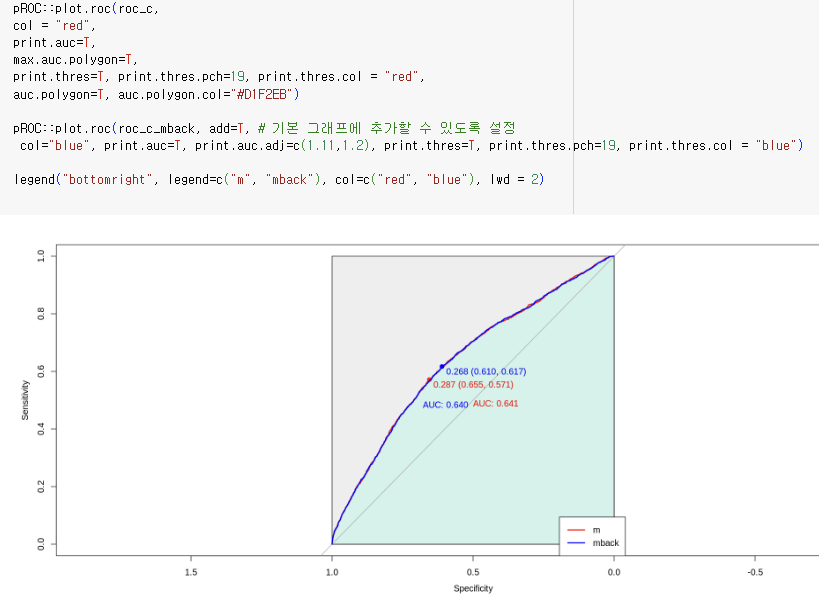 pROC::plot.roc(roc_c,
col = "red",
print.auc=T,
max.auc.polygon=T,
print.thres=T, print.thres.pch=19, print.thres.col = "red",
auc.polygon=T, auc.polygon.col="#D1F2EB")
pROC::plot.roc(roc_c_mback, add=T, # 기본 그래프에 추가할 수 있도록 설정
col="blue", print.auc=T, print.auc.adj=c(1.11,1.2), print.thres=T, print.thres.pch=19, print.thres.col = "blue")
legend("bottomright", legend=c("m", "mback"), col=c("red", "blue"), lwd = 2)
1.0
0.8
0.6
0.4
0.2
0.0
Sensitivity
0.268 (0.610, 0.617)
0.287 (0.655, 0.571)
AUC: 0.640 AUC: 0.641
m
mback
1.5 1.0 0.5 0.0 -0.5
Specificity